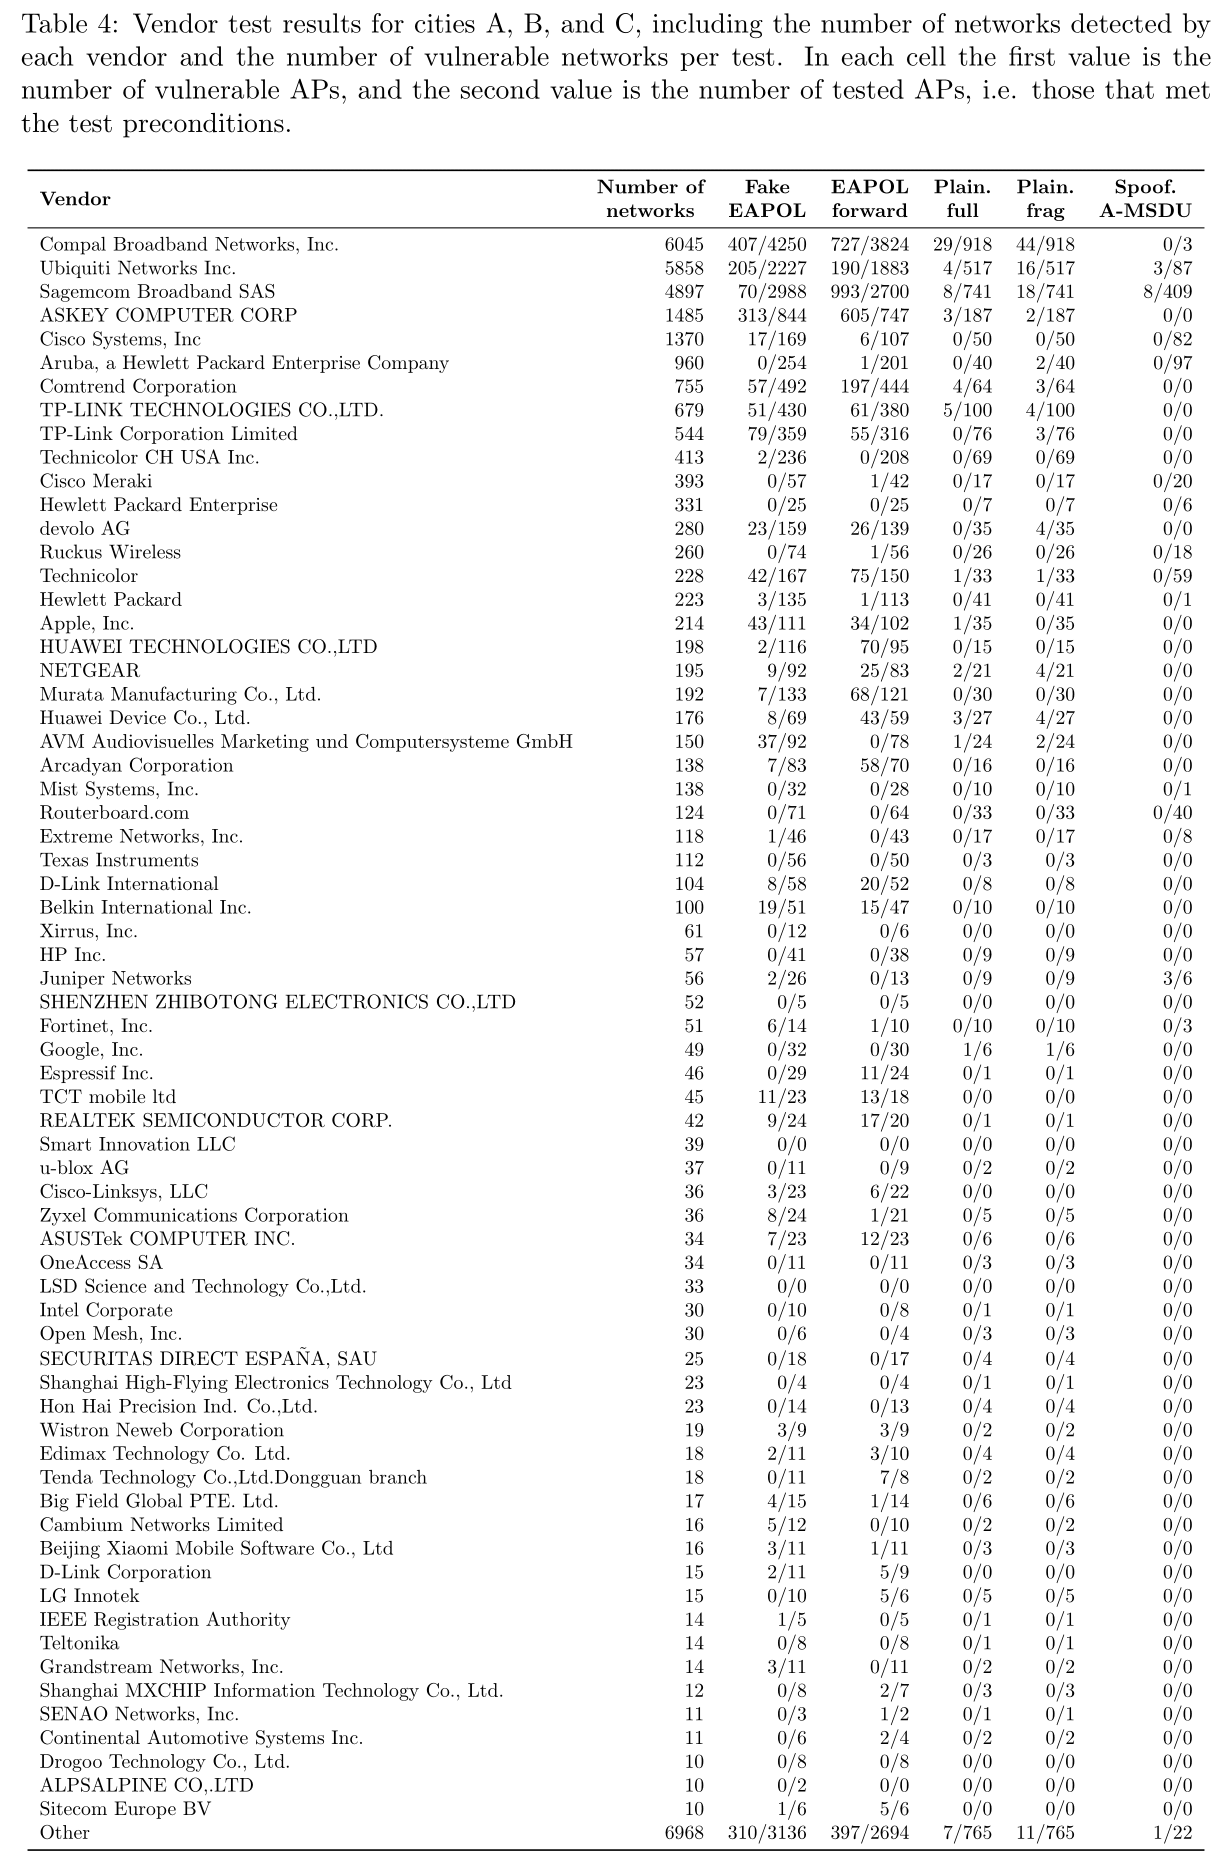 Table 4: Vendor test results for cities A, B, and C, including the number of networks detected by
each vendor and the number of vulnerable networks per test. In each cell the first value is the
number of vulnerable APs, and the second value is the number of tested APs, i.e. those that met
the test preconditions.
Vendor Number of networks Fake EAPOL EAPOL forward Plain. full Plain. frag Spoof. A-MSDU
Compal Broadband Networks, Inc. 6045 407/4250 727/3824 29/918 44/918 0/3
Ubiquiti Networks Inc. 5858 205/2227 190/1883 4/517 16/517 3/87
Sagemcom Broadband SAS 4897 70/2988 993/2700 8/741 18/741 8/409
ASKEY COMPUTER CORP 1485 313/844 605/747 3/187 2/187 0/0
Cisco Systems, Inc 1370 17/169 6/107 0/50 0/50 0/82
Aruba, a Hewlett Packard Enterprise Company 960 0/254 1/201 0/40 2/40 0/97
Comtrend Corporation 755 57/492 197/444 4/64 3/64 0/0
TP-LINK TECHNOLOGIES CO.,LTD. 679 51/430 61/380 5/100 4/100 0/0
TP-Link Corporation Limited 544 79/359 55/316 0/76 3/76 0/0
Technicolor CH USA Inc. 413 2/236 0/208 0/69 0/69 0/0
Cisco Meraki 393 0/57 1/42 0/17 0/17 0/20
Hewlett Packard Enterprise 331 0/25 0/25 0/7 0/7 0/6
devolo AG 280 23/159 26/139 0/35 4/35 0/0
Ruckus Wireless 260 0/74 1/56 0/26 0/26 0/18
Technicolor 228 42/167 75/150 1/33 1/33 0/59
Hewlett Packard 223 3/135 1/113 0/41 0/41 0/1
Apple, Inc. 214 43/111 34/102 1/35 0/35 0/0
HUAWEI TECHNOLOGIES CO.,LTD 198 2/116 70/95 0/15 0/15 0/0
NETGEAR 195 9/92 25/83 2/21 4/21 0/0
Murata Manufacturing Co., Ltd. 192 7/133 68/121 0/30 0/30 0/0
Huawei Device Co., Ltd. 176 8/69 43/59 3/27 4/27 0/0
AVM Audiovisuelles Marketing und Computersysteme GmbH 150 37/92 0/78 1/24 2/24 0/0
Arcadyan Corporation 138 7/83 58/70 0/16 0/16 0/0
Mist Systems, Inc. 138 0/32 0/28 0/10 0/10 0/1
Routerboard.com 124 0/71 0/64 0/33 0/33 0/40
Extreme Networks, Inc. 118 1/46 0/43 0/17 0/17 0/8
Texas Instruments 112 0/56 0/50 0/3 0/3 0/0
D-Link International 104 8/58 20/52 0/8 0/8 0/0
Belkin International Inc. 100 19/51 15/47 0/10 0/10 0/0
Xirrus, Inc. 61 0/12 0/6 0/0 0/0 0/0
HP Inc. 57 0/41 0/38 0/9 0/9 0/0
Juniper Networks 56 2/26 0/13 0/9 0/9 3/6
SHENZHEN ZHIBOTONG ELECTRONICS CO.,LTD 52 0/5 0/5 0/0 0/0 0/0
Fortinet, Inc. 51 6/14 1/10 0/10 0/10 0/3
Google, Inc. 49 0/32 0/30 1/6 1/6 0/0
Espressif Inc. 46 0/29 11/24 0/1 0/1 0/0
TCT mobile ltd 45 11/23 13/18 0/0 0/0 0/0
REALTEK SEMICONDUCTOR CORP. 42 9/24 17/20 0/1 0/1 0/0
Smart Innovation LLC 39 0/0 0/0 0/0 0/0 0/0
u-blox AG 37 0/11 0/9 0/2 0/2 0/0
Cisco-Linksys, LLC 36 3/23 6/22 0/0 0/0 0/0
Zyxel Communications Corporation 36 8/24 1/21 0/5 0/5 0/0
ASUSTek COMPUTER INC. 34 7/23 12/23 0/6 0/6 0/0
OneAccess SA 34 0/11 0/11 0/3 0/3 0/0
LSD Science and Technology Co.,Ltd. 33 0/0 0/0 0/0 0/0 0/0
Intel Corporate 30 0/10 0/8 0/1 0/1 0/0
Open Mesh, Inc. 30 0/6 0/4 0/3 0/3 0/0
SECURITAS DIRECT ESPAÑA, SAU 25 0/18 0/17 0/4 0/4 0/0
Shanghai High-Flying Electronics Technology Co., Ltd 23 0/4 0/4 0/1 0/1 0/0
Hon Hai Precision Ind. Co.,Ltd. 23 0/14 0/13 0/4 0/4 0/0
Wistron Neweb Corporation 19 3/9 3/9 0/2 0/2 0/0
Edimax Technology Co. Ltd. 18 2/11 3/10 0/4 0/4 0/0
Tenda Technology Co.,Ltd.Dongguan branch 18 0/11 7/8 0/2 0/2 0/0
Big Field Global PTE. Ltd. 17 4/15 1/14 0/6 0/6 0/0
Cambium Networks Limited 16 5/12 0/10 0/2 0/2 0/0
Beijing Xiaomi Mobile Software Co., Ltd 16 3/11 1/11 0/3 0/3 0/0
D-Link Corporation 15 2/11 5/9 0/0 0/0 0/0
LG Innotek 15 0/10 5/6 0/5 0/5 0/0
IEEE Registration Authority 14 1/5 0/5 0/1 0/1 0/0
Teltonika 14 0/8 0/8 0/1 0/1 0/0
Grandstream Networks, Inc. 14 3/11 0/11 0/2 0/2 0/0
Shanghai MXCHIP Information Technology Co., Ltd. 12 0/8 2/7 0/3 0/3 0/0
SENAO Networks, Inc. 11 0/3 1/2 0/1 0/1 0/0
Continental Automotive Systems Inc. 11 0/6 2/4 0/2 0/2 0/0
Drogoo Technology Co., Ltd. 10 0/8 0/8 0/0 0/0 0/0
ALPSALPINE CO,.LTD 10 0/2 0/0 0/0 0/0 0/0
Sitecom Europe BV 10 1/6 5/6 0/0 0/0 0/0
Other 6968 310/3136 397/2694 7/765 11/765 1/22